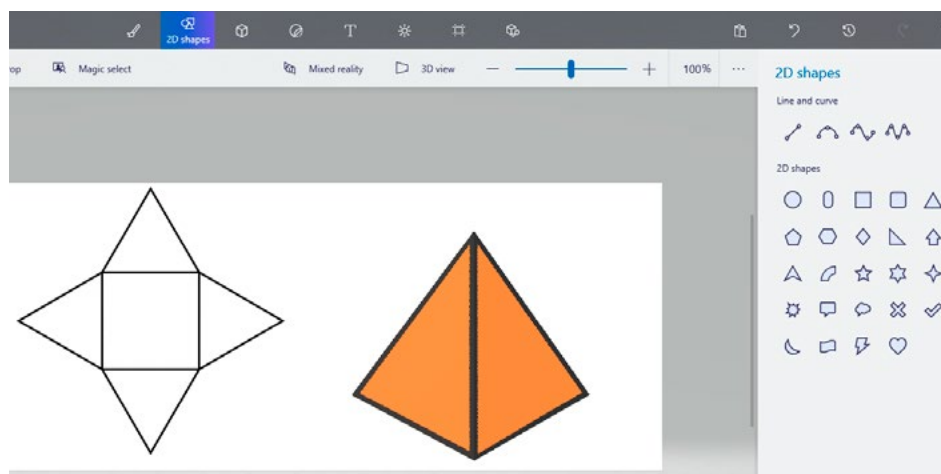 2D shapes
op
Magic select
Mixed reality
3D view
100%
2D shapes
Line and curve
2D shapes